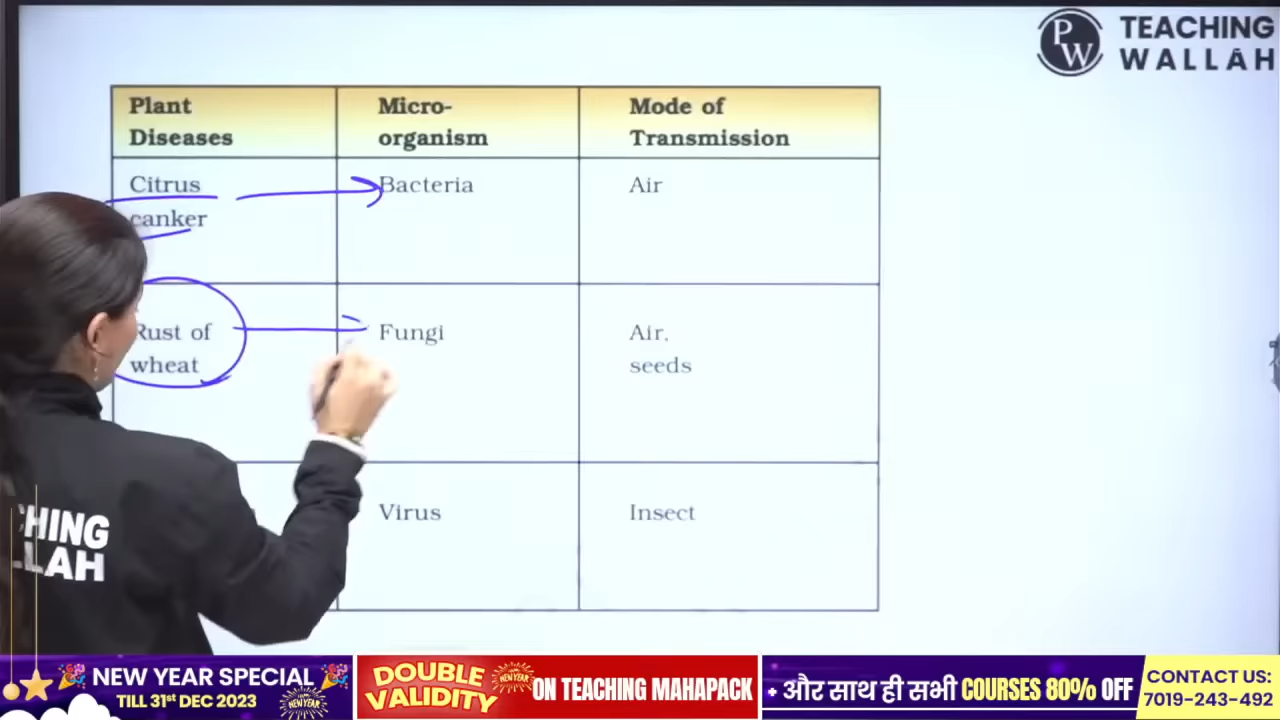 TEACHING
WALLAH
Plant
Diseases
Micro-
organism
Mode of
Transmission
Citrus
canker
Bacteria
Air
Rust of
wheat
Fungi
Air,
seeds
Virus
Insect
CHING
LLAH
NEW YEAR SPECIAL
TILL 31st DEC 2023
DOUBLE
VALIDITY
NEW YEAR
ON TEACHING MAHAPACK
+ और साथ ही सभी COURSES 80% OFF
CONTACT US:
7019-243-492